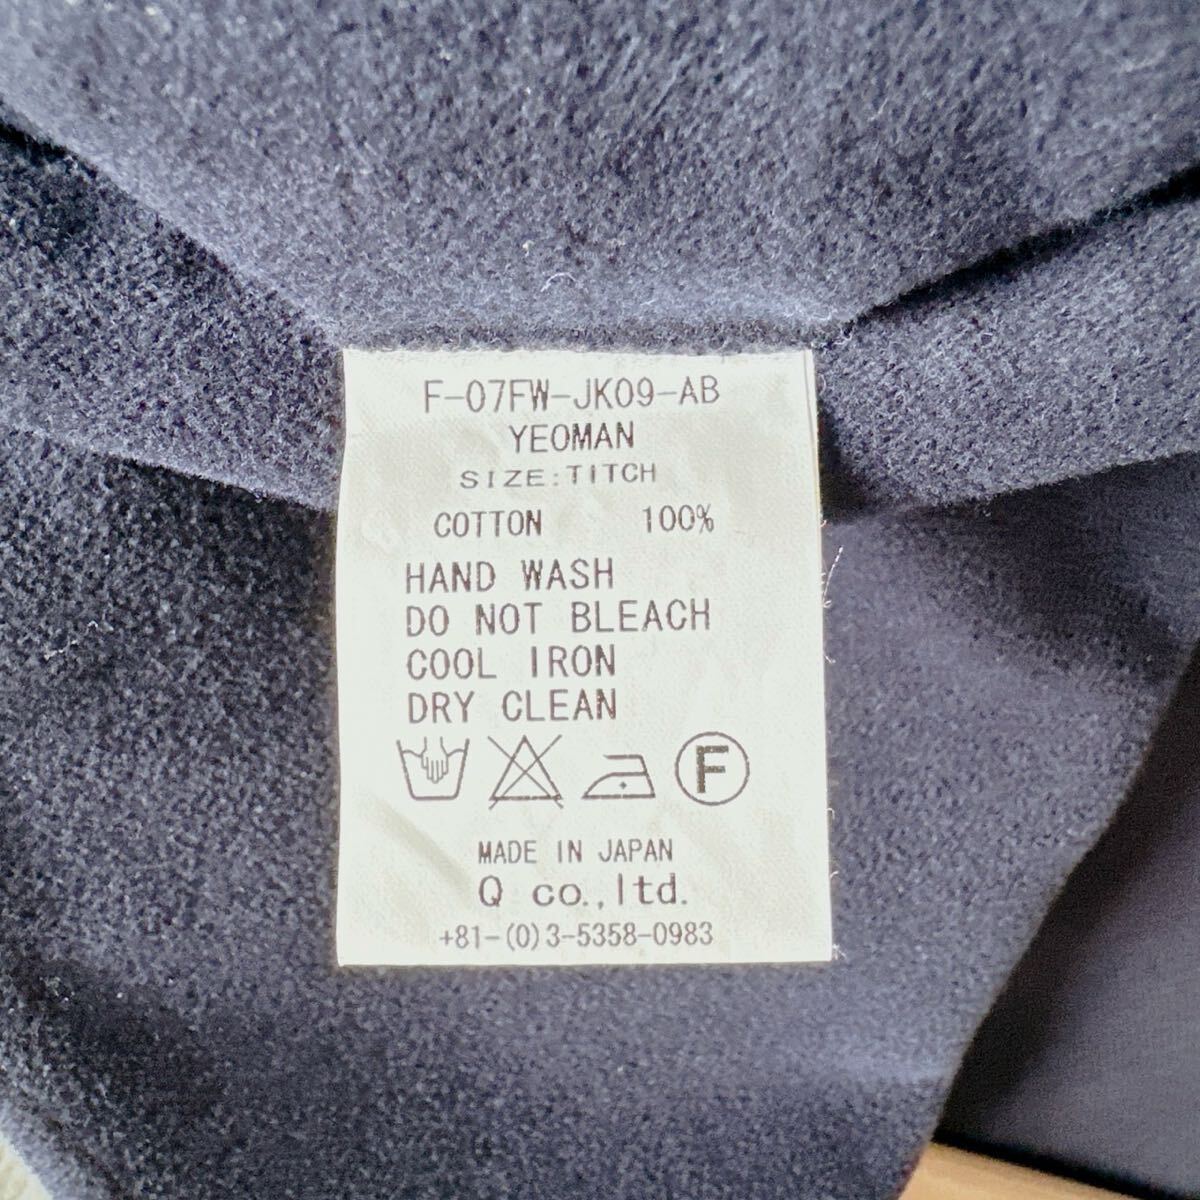 F-07FW-JK09-AB
YEOMAN
SIZE:TITCH
COTTON 100%
HAND WASH
DO NOT BLEACH
COOL IRON
DRY CLEAN
F
MADE IN JAPAN
Q co.,ltd.
+81-(0)3-5358-0983